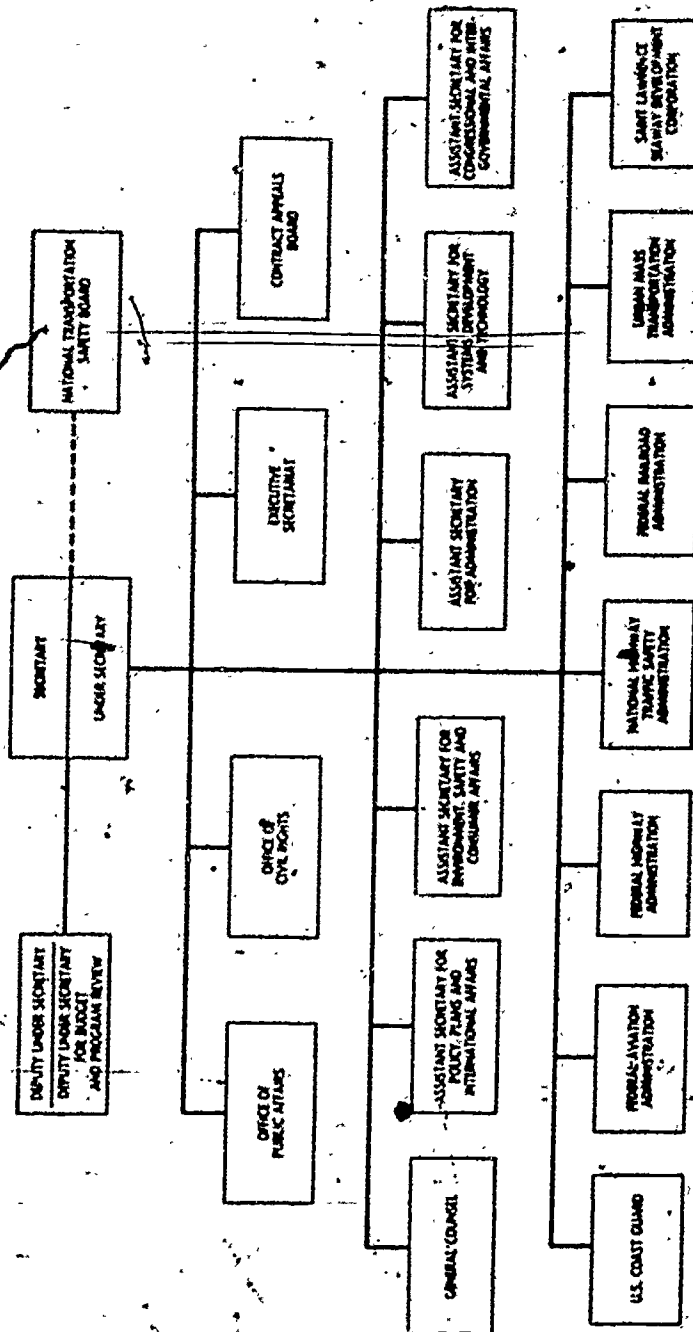 DEPUTY UNDER SECRETARY
DEPUTY UNDER SECRETARY
FOR BUDGET
AND PROGRAM REVIEW
SECRETARY
UNDER SECRETARY
NATIONAL TRANSPORTATION
SAFETY BOARD
OFFICE OF
PUBLIC AFFAIRS
OFFICE OF
CIVIL RIGHTS
EXECUTIVE
SECRETARIAT
CONTRACT APPEALS
BOARD
GENERAL COUNSEL
ASSISTANT SECRETARY FOR
POLICY, PLANS AND
INTERNATIONAL AFFAIRS
ASSISTANT SECRETARY FOR
ENVIRONMENT, SAFETY AND
CONSUMER AFFAIRS
ASSISTANT SECRETARY
FOR ADMINISTRATION
ASSISTANT SECRETARY FOR
SYSTEMS DEVELOPMENT
AND TECHNOLOGY
ASSISTANT SECRETARY FOR
CONGRESSIONAL AND INTER-
GOVERNMENTAL AFFAIRS
U.S. COAST GUARD
FEDERAL AVIATION
ADMINISTRATION
FEDERAL HIGHWAY
ADMINISTRATION
NATIONAL HIGHWAY
TRAFFIC SAFETY
ADMINISTRATION
FEDERAL RAILROAD
ADMINISTRATION
URBAN MASS
TRANSPORTATION
ADMINISTRATION
SAINT LAWRENCE
SEAWAY DEVELOPMENT
CORPORATION